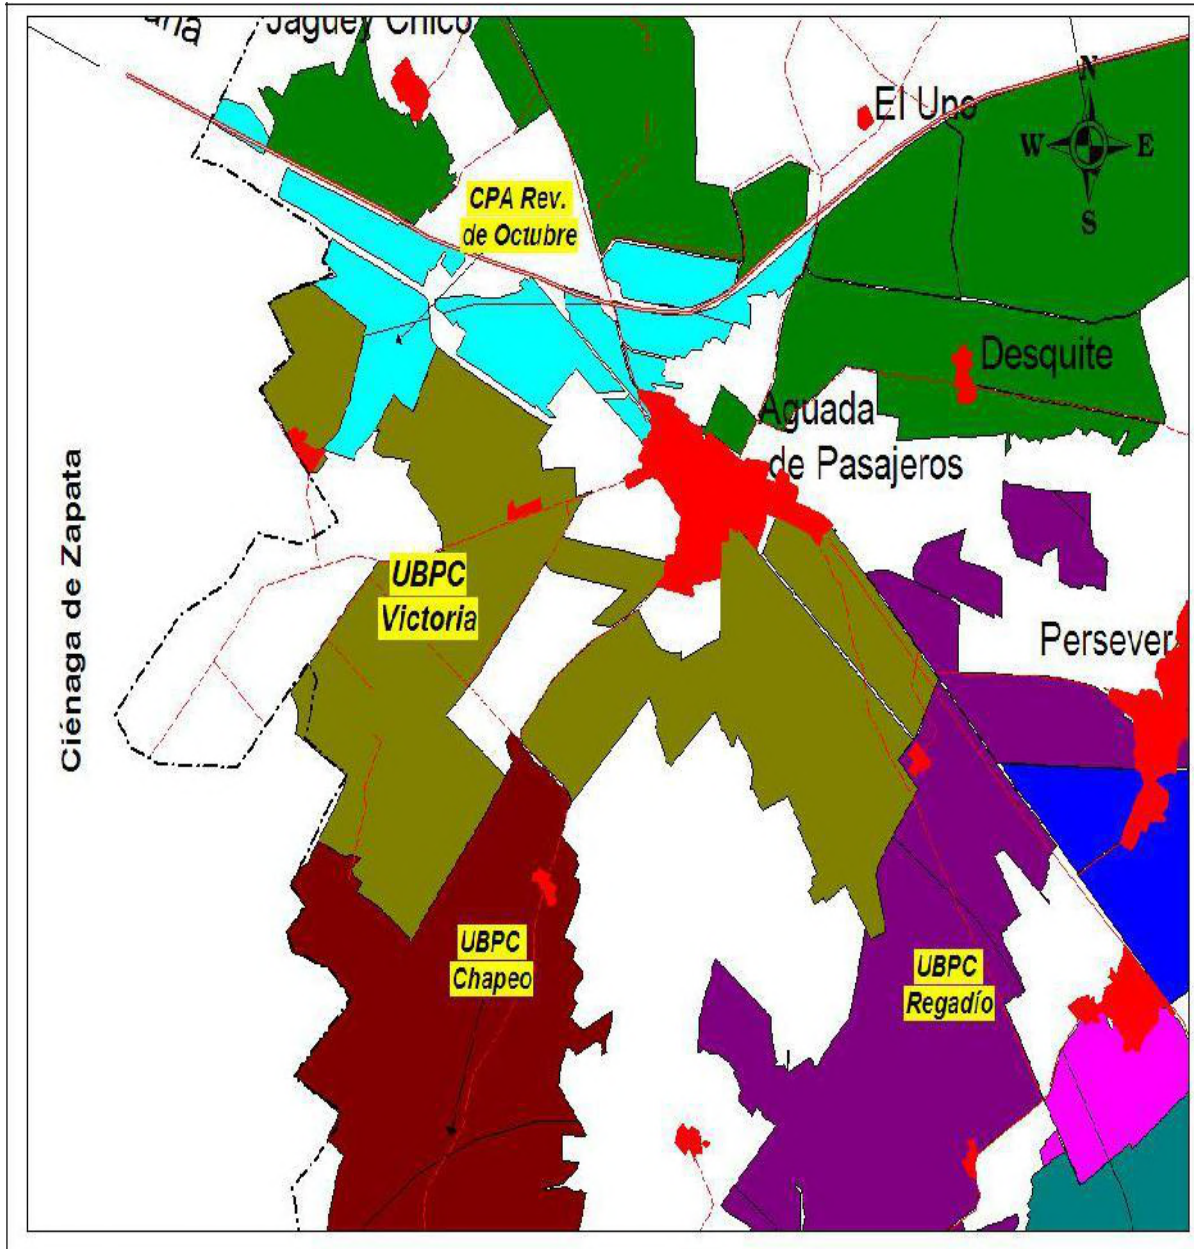 Jagüey Chico
El Uno
N
W E
S
CPA Rev.
de Octubre
Desquite
Aguada
de Pasajeros
Ciénaga de Zapata
UBPC
Victoria
Persever
UBPC
Chapeo
UBPC
Regadío